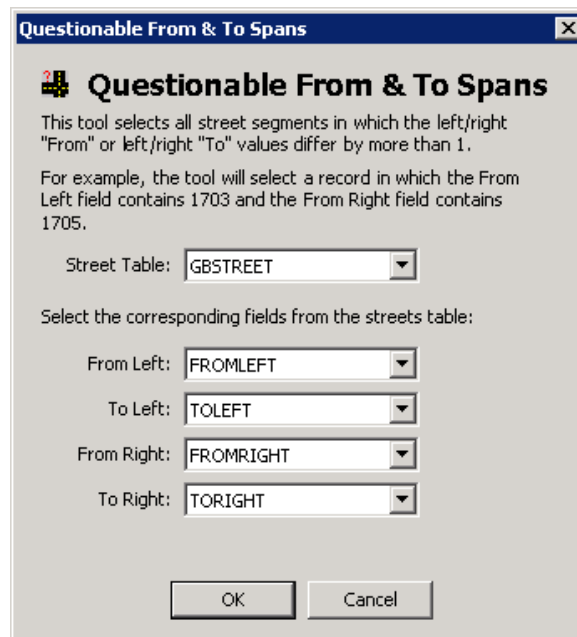 Questionable From & To Spans
Questionable From & To Spans
This tool selects all street segments in which the left/right
"From" or left/right "To" values differ by more than 1.
For example, the tool will select a record in which the From
Left field contains 1703 and the From Right field contains
1705.
Street Table: GBSTREET
Select the corresponding fields from the streets table:
From Left: FROMLEFT
To Left: TOLEFT
From Right: FROMRIGHT
To Right: TORIGHT
OK Cancel